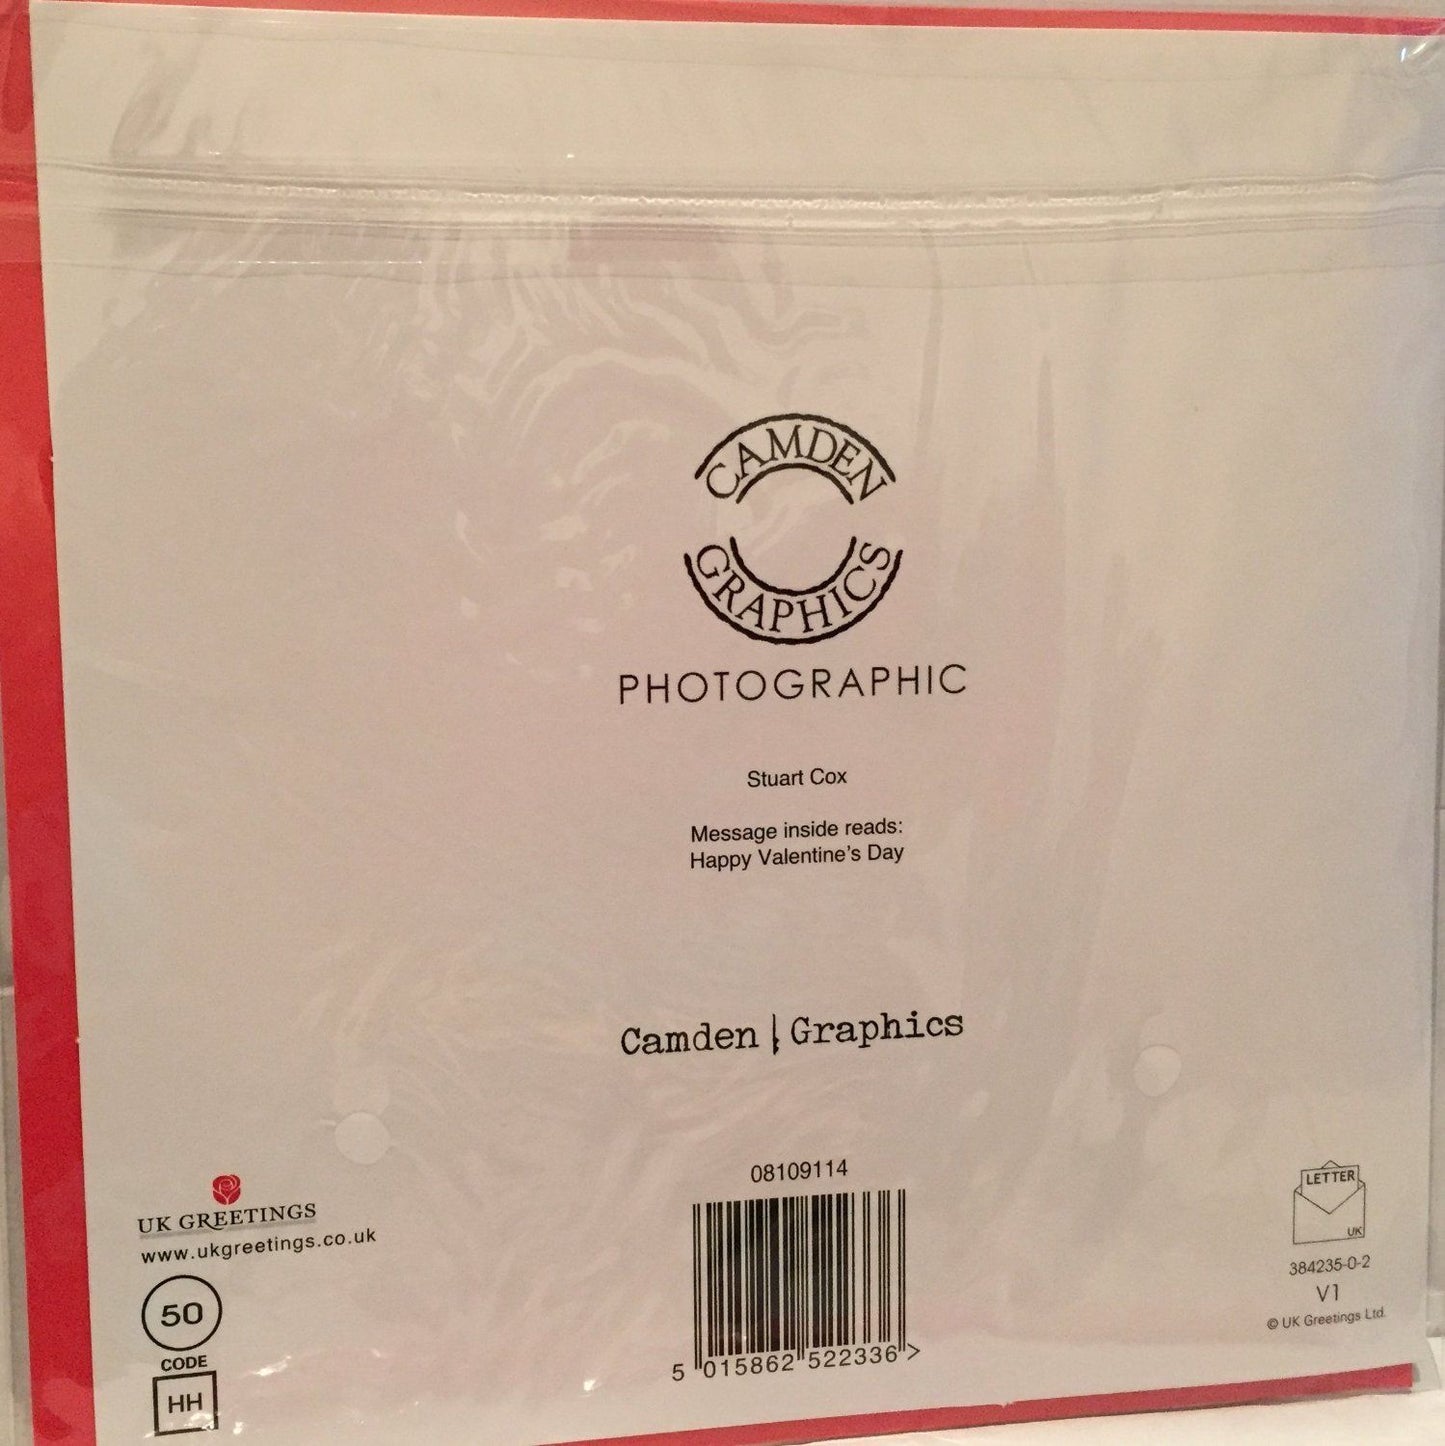 CAMDEN
GRAPHICS
PHOTOGRAPHIC
Stuart Cox
Message inside reads:
Happy Valentine's Day
Camden | Graphics
UK GREETINGS
www.ukgreetings.co.uk
50
CODE
HH
08109114
5 015862 522336 >
LETTER
UK
384235-0-2
V1
© UK Greetings Ltd.